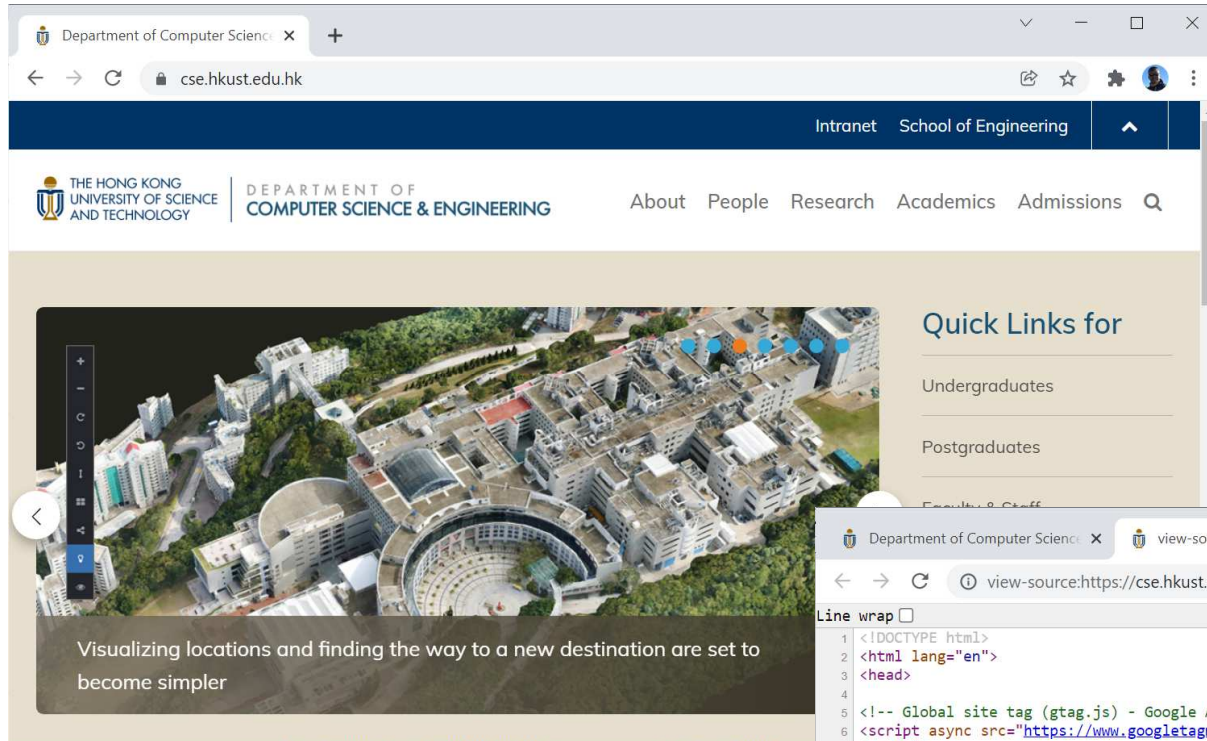 Department of Computer Science
cse.hkust.edu.hk
Intranet School of Engineering
THE HONG KONG
UNIVERSITY OF SCIENCE
AND TECHNOLOGY
DEPARTMENT OF
COMPUTER SCIENCE & ENGINEERING
About People Research Academics Admissions
Quick Links for
Undergraduates
Postgraduates
Faculty & Staff
Visualizing locations and finding the way to a new destination are set to
become simpler
Department of Computer Science view-so
view-source:https://cse.hkust.
Line wrap
1 <!DOCTYPE html>
2 <html lang="en">
3 <head>
4
5 <!-- Global site tag (gtag.js) - Google
6 <script async src="https://www.googletag